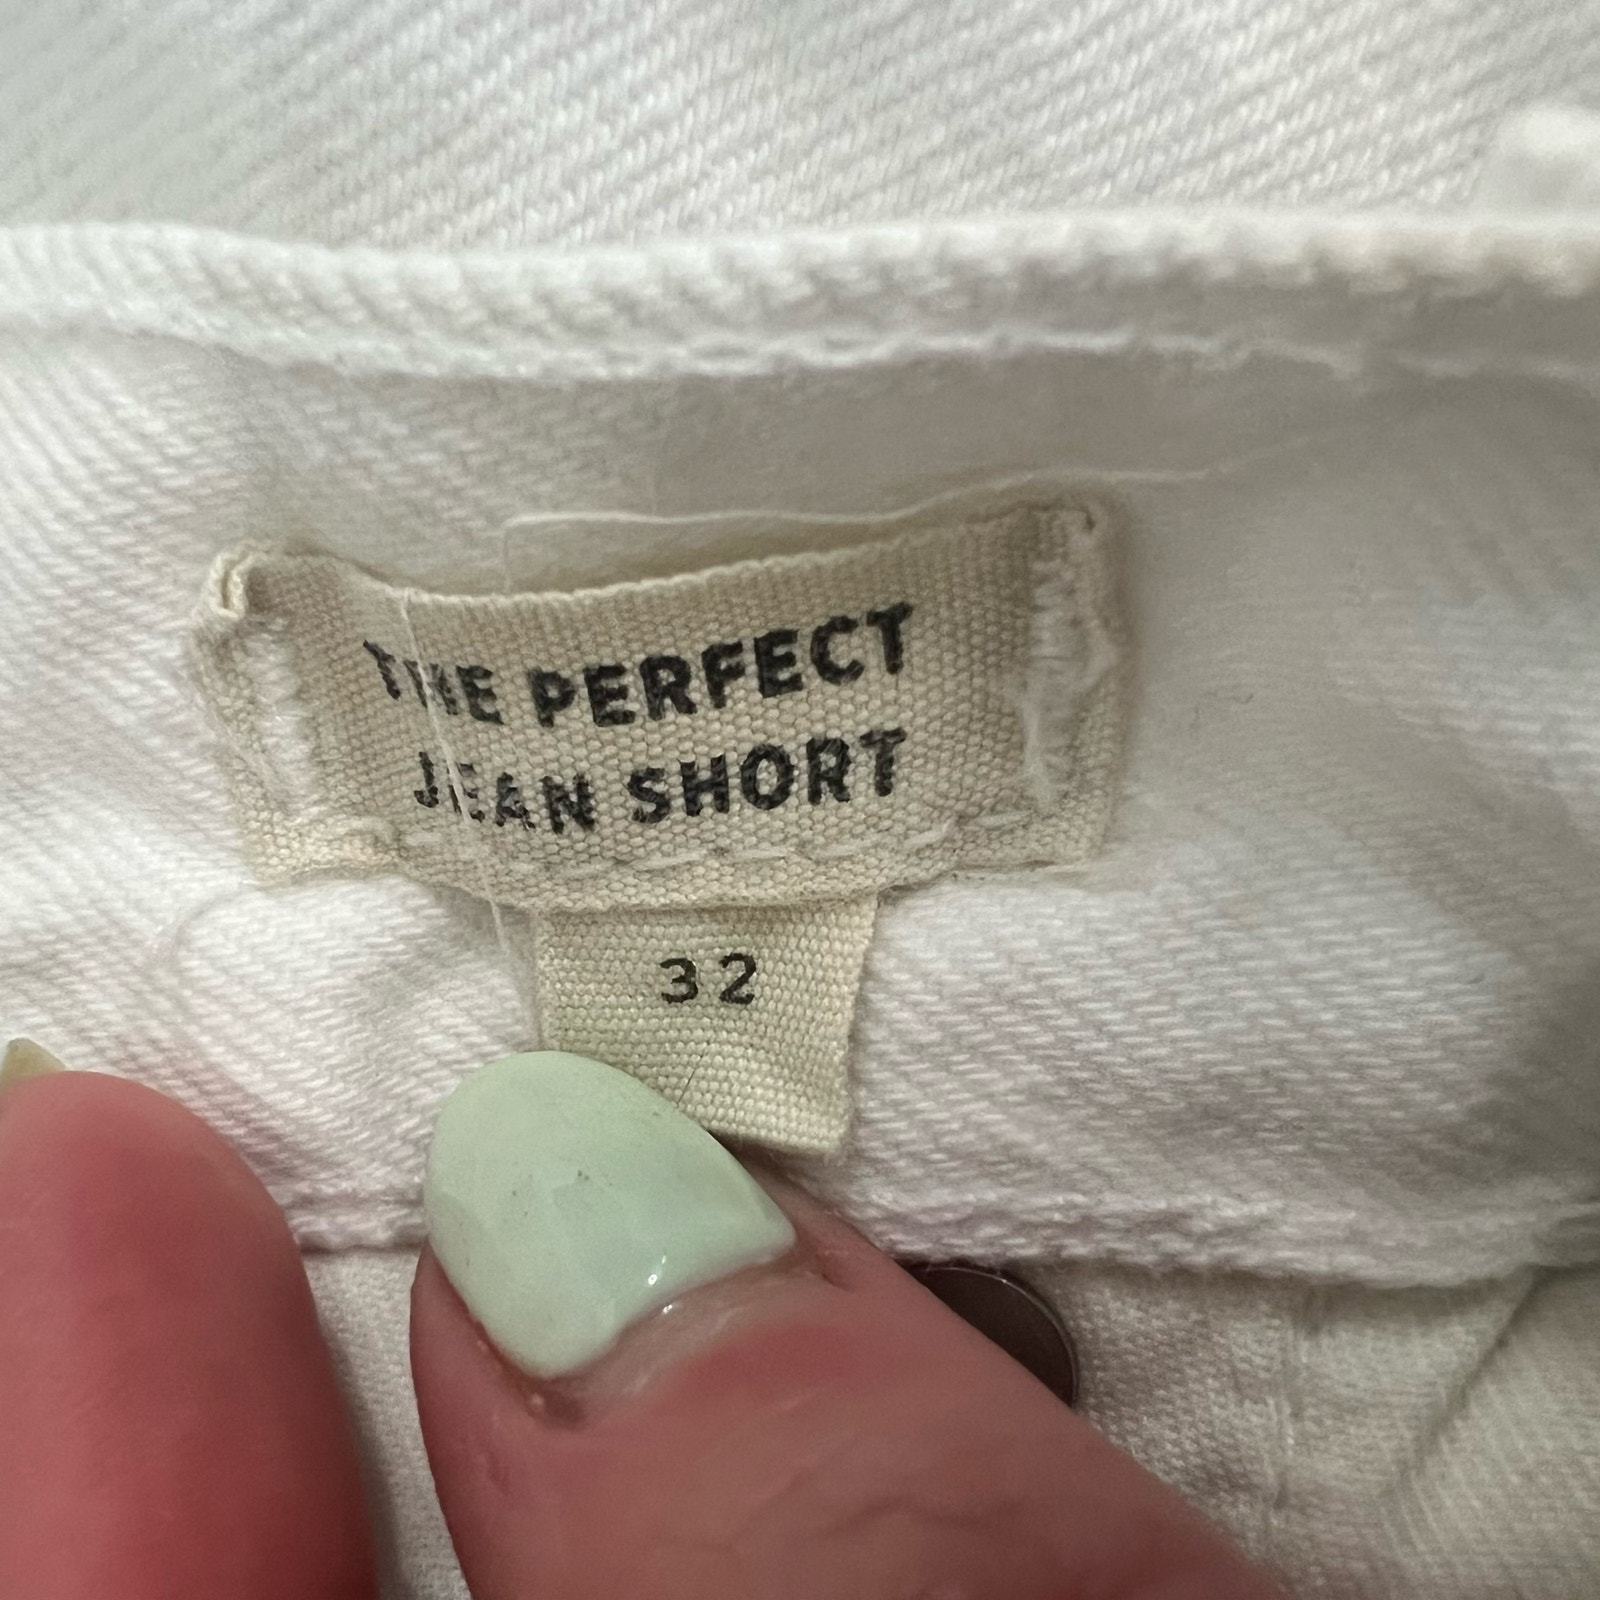 THE PERFECT
JEAN SHORT
32